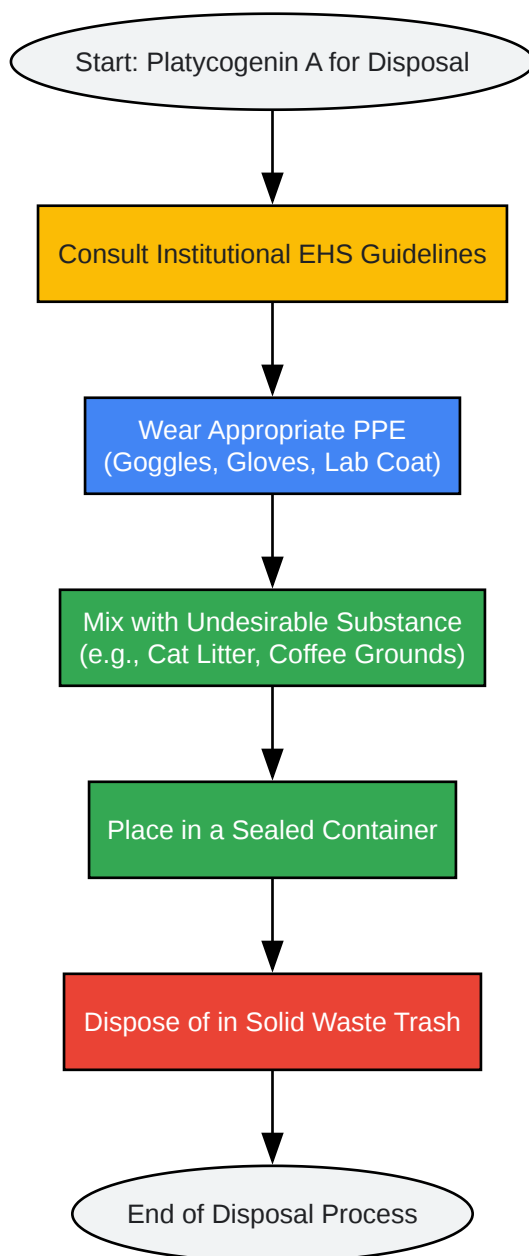 Start: Platycogenin A for Disposal
Consult Institutional EHS Guidelines
Wear Appropriate PPE
(Goggles, Gloves, Lab Coat)
Mix with Undesirable Substance
(e.g., Cat Litter, Coffee Grounds)
Place in a Sealed Container
Dispose of in Solid Waste Trash
End of Disposal Process